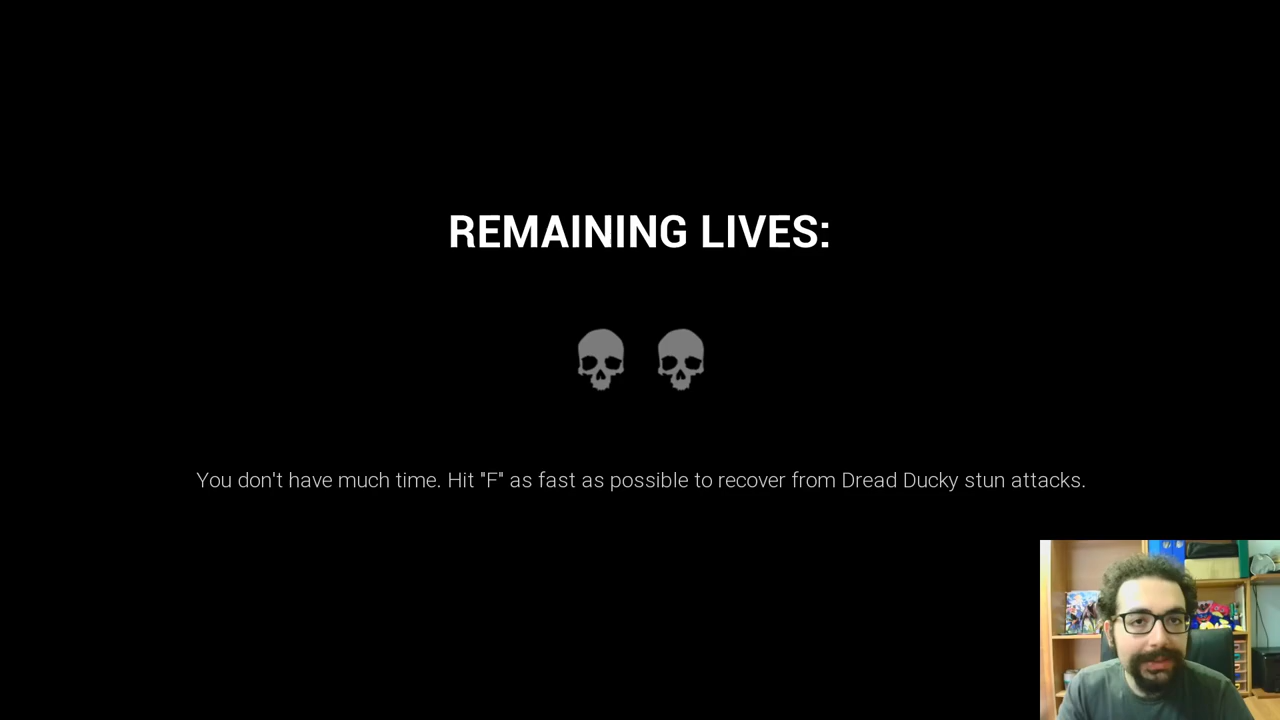 REMAINING LIVES:
You don't have much time. Hit "F" as fast as possible to recover from Dread Ducky stun attacks.